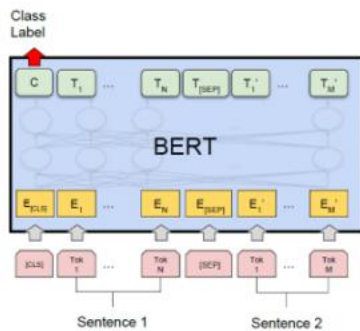 Class
Label
C T1 ... TN T[SEP] T1' ... TM'
BERT
E[CLS] E1 ... EN E[SEP] E1' ... EM'
[CLS] Tok 1 ... Tok N [SEP] Tok 1 ... Tok M
Sentence 1 Sentence 2